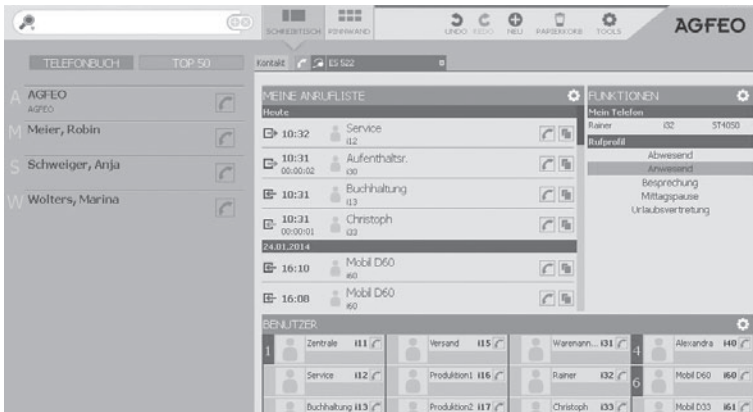 SCHREIBTISCH
PINNWAND
UNDO
REDO
NEU
PAPIERKORB
TOOLS
AGFEO
TELEFONBUCH
TOP 50
A
AGFEO
AGFEO
M
Meier, Robin
S
Schweiger, Anja
W
Wolters, Marina
Kontakt
ES 522
MEINE ANRUFLISTE
Heute
10:32 Service
i12
10:31 Aufenthaltsr.
00:00:02 i30
10:31 Buchhaltung
i13
10:31 Christoph
00:00:01 i33
24.01.2014
16:10 Mobil D60
i60
16:08 Mobil D60
i60
FUNKTIONEN
Mein Telefon
Rainer i32 ST4050
Rufprofil
Abwesend
Anwesend
Besprechung
Mittagspause
Urlaubsvertretung
BENUTZER
1 Zentrale i11 Versand i15 Warenann... i31 4 Alexandra i40
Service i12 Produktion1 i16 Rainer i32 6 Mobil D60 i60
Buchhaltung i13 Produktion2 i17 Christoph i33 Mobil D33 i61